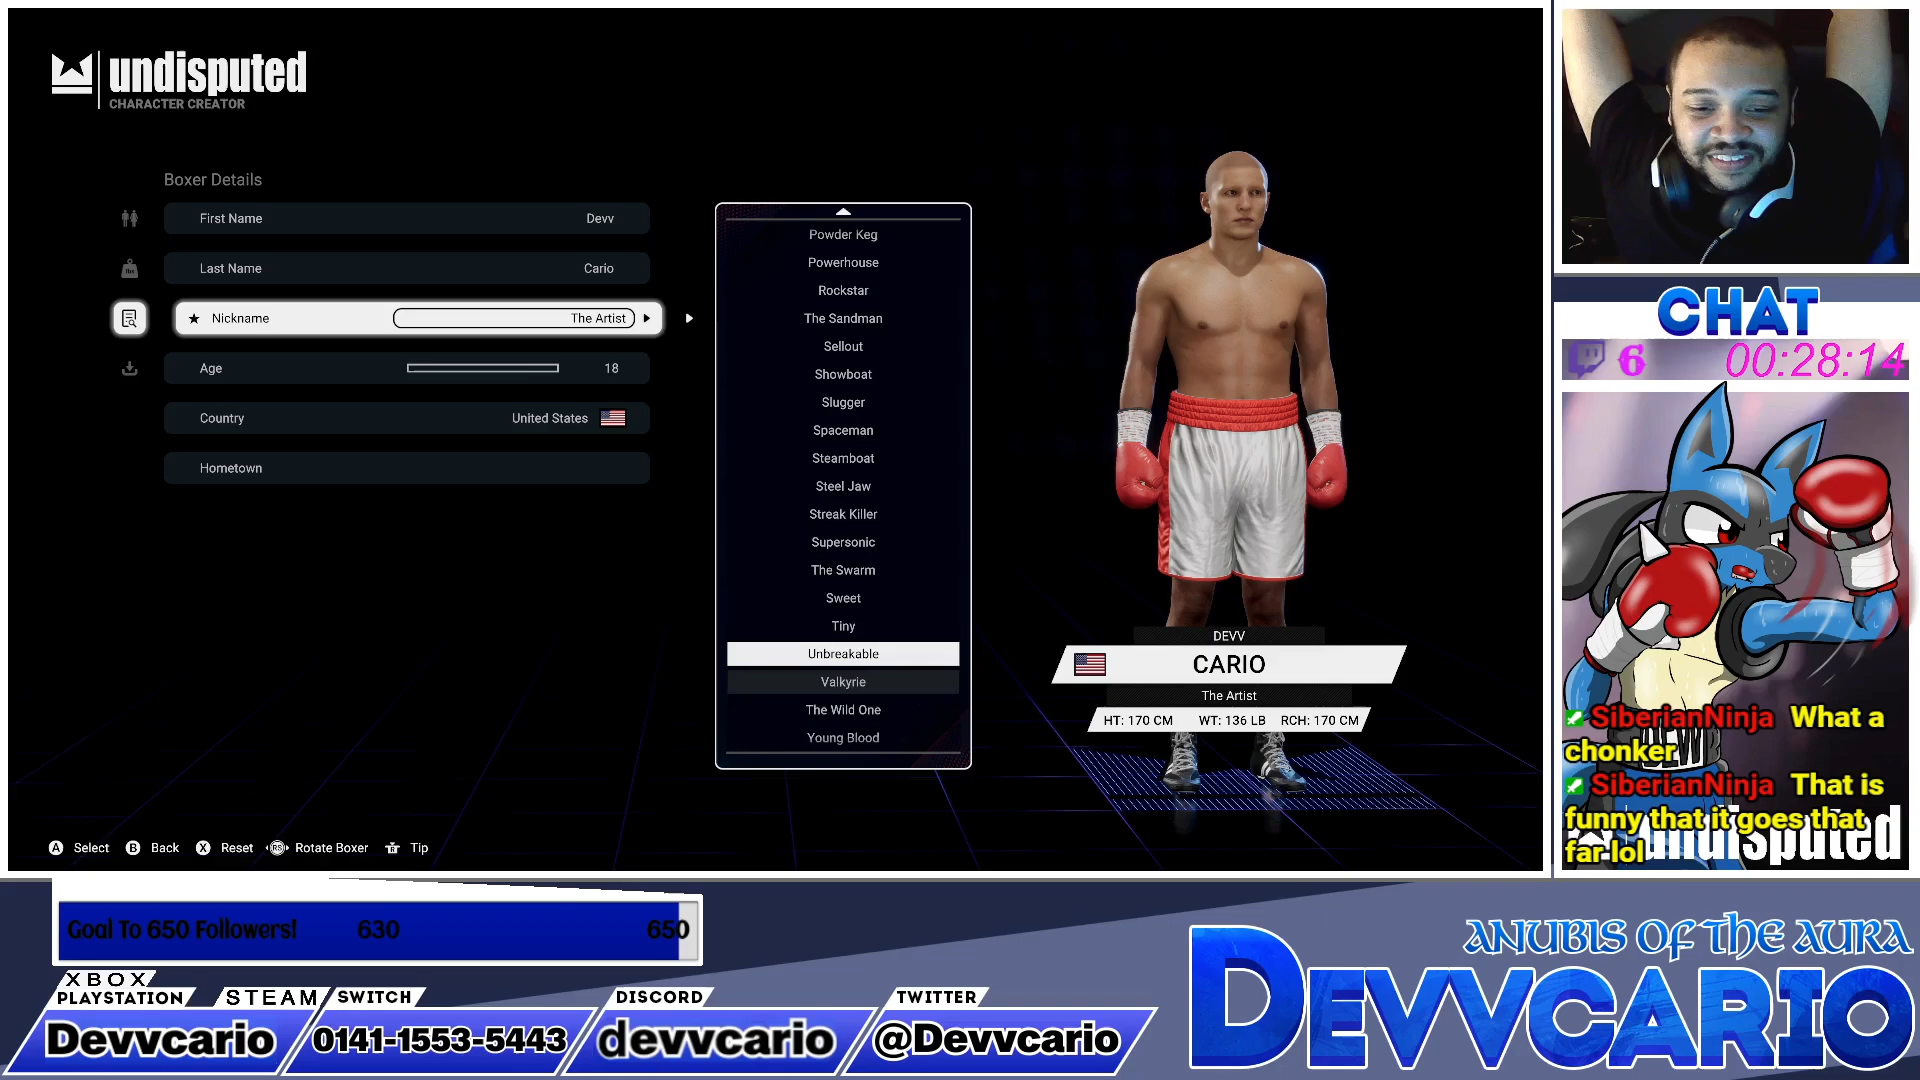 undisputed
CHARACTER CREATOR
Boxer Details
First Name Devv
Last Name Cario
Nickname The Artist
Age 18
Country United States
Hometown
Powder Keg
Powerhouse
Rockstar
The Sandman
Sellout
Showboat
Slugger
Spaceman
Steamboat
Steel Jaw
Streak Killer
Supersonic
The Swarm
Sweet
Tiny
Unbreakable
Valkyrie
The Wild One
Young Blood
DEVV
CARIO
The Artist
HT: 170 CM WT: 136 LB RCH: 170 CM
A Select B Back X Reset RS Rotate Boxer Tip
CHAT
6 00:28:14
SiberianNinja What a
chonker
SiberianNinja That is
funny that it goes that
far lol
undisputed
Goal To 650 Followers! 630 650
XBOX
PLAYSTATION STEAM SWITCH DISCORD TWITTER
Devvcario 0141-1553-5443 devvcario @Devvcario
ANUBIS OF THE AURA
DEVVCARIO